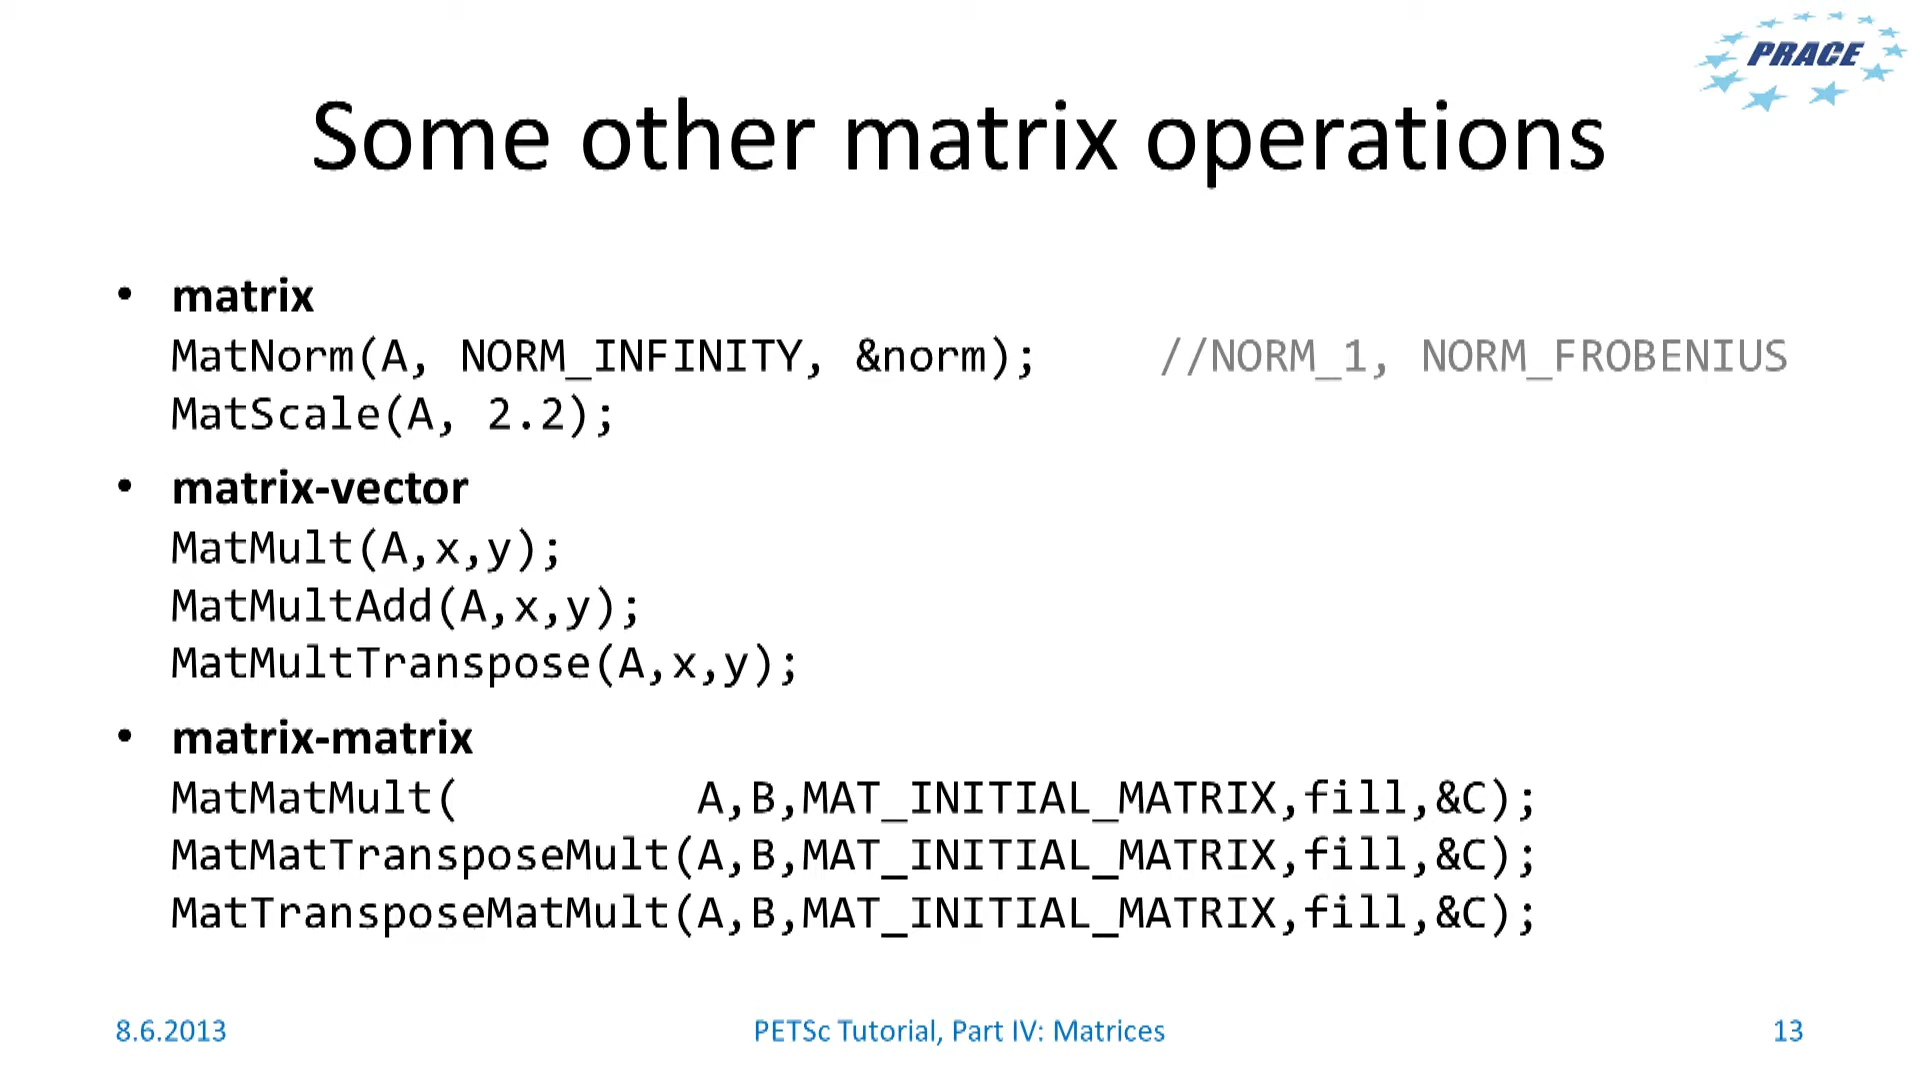 PRACE
Some other matrix operations
• matrix
MatNorm(A, NORM_INFINITY, &norm); //NORM_1, NORM_FROBENIUS
MatScale(A, 2.2);
• matrix-vector
MatMult(A,x,y);
MatMultAdd(A,x,y);
MatMultTranspose(A,x,y);
• matrix-matrix
MatMatMult( A,B,MAT_INITIAL_MATRIX,fill,&C);
MatMatTransposeMult(A,B,MAT_INITIAL_MATRIX,fill,&C);
MatTransposeMatMult(A,B,MAT_INITIAL_MATRIX,fill,&C);
8.6.2013 PETSc Tutorial, Part IV: Matrices 13